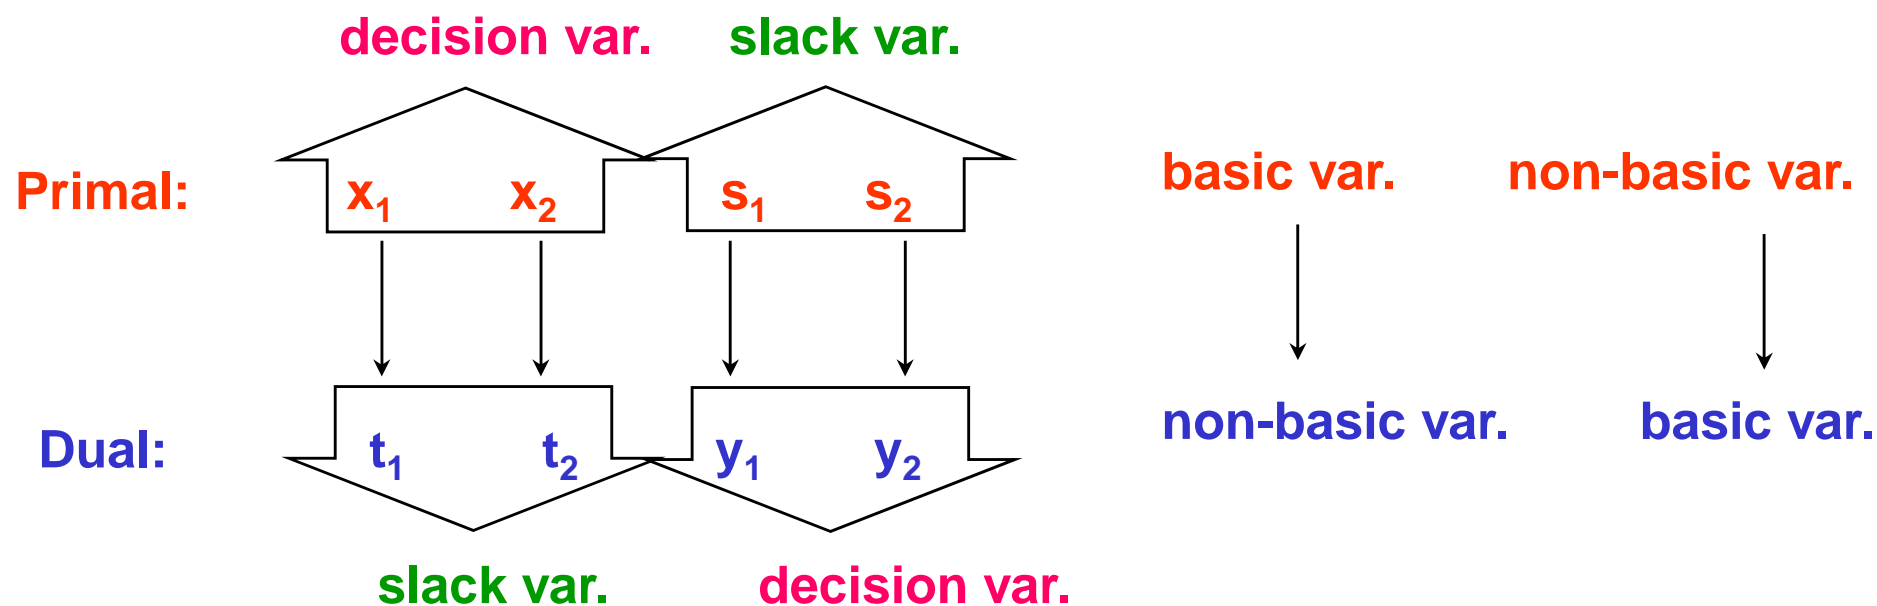 decision var. slack var.
Primal: x₁ x₂ s₁ s₂ basic var. non-basic var.
Dual: t₁ t₂ y₁ y₂ non-basic var. basic var.
slack var. decision var.